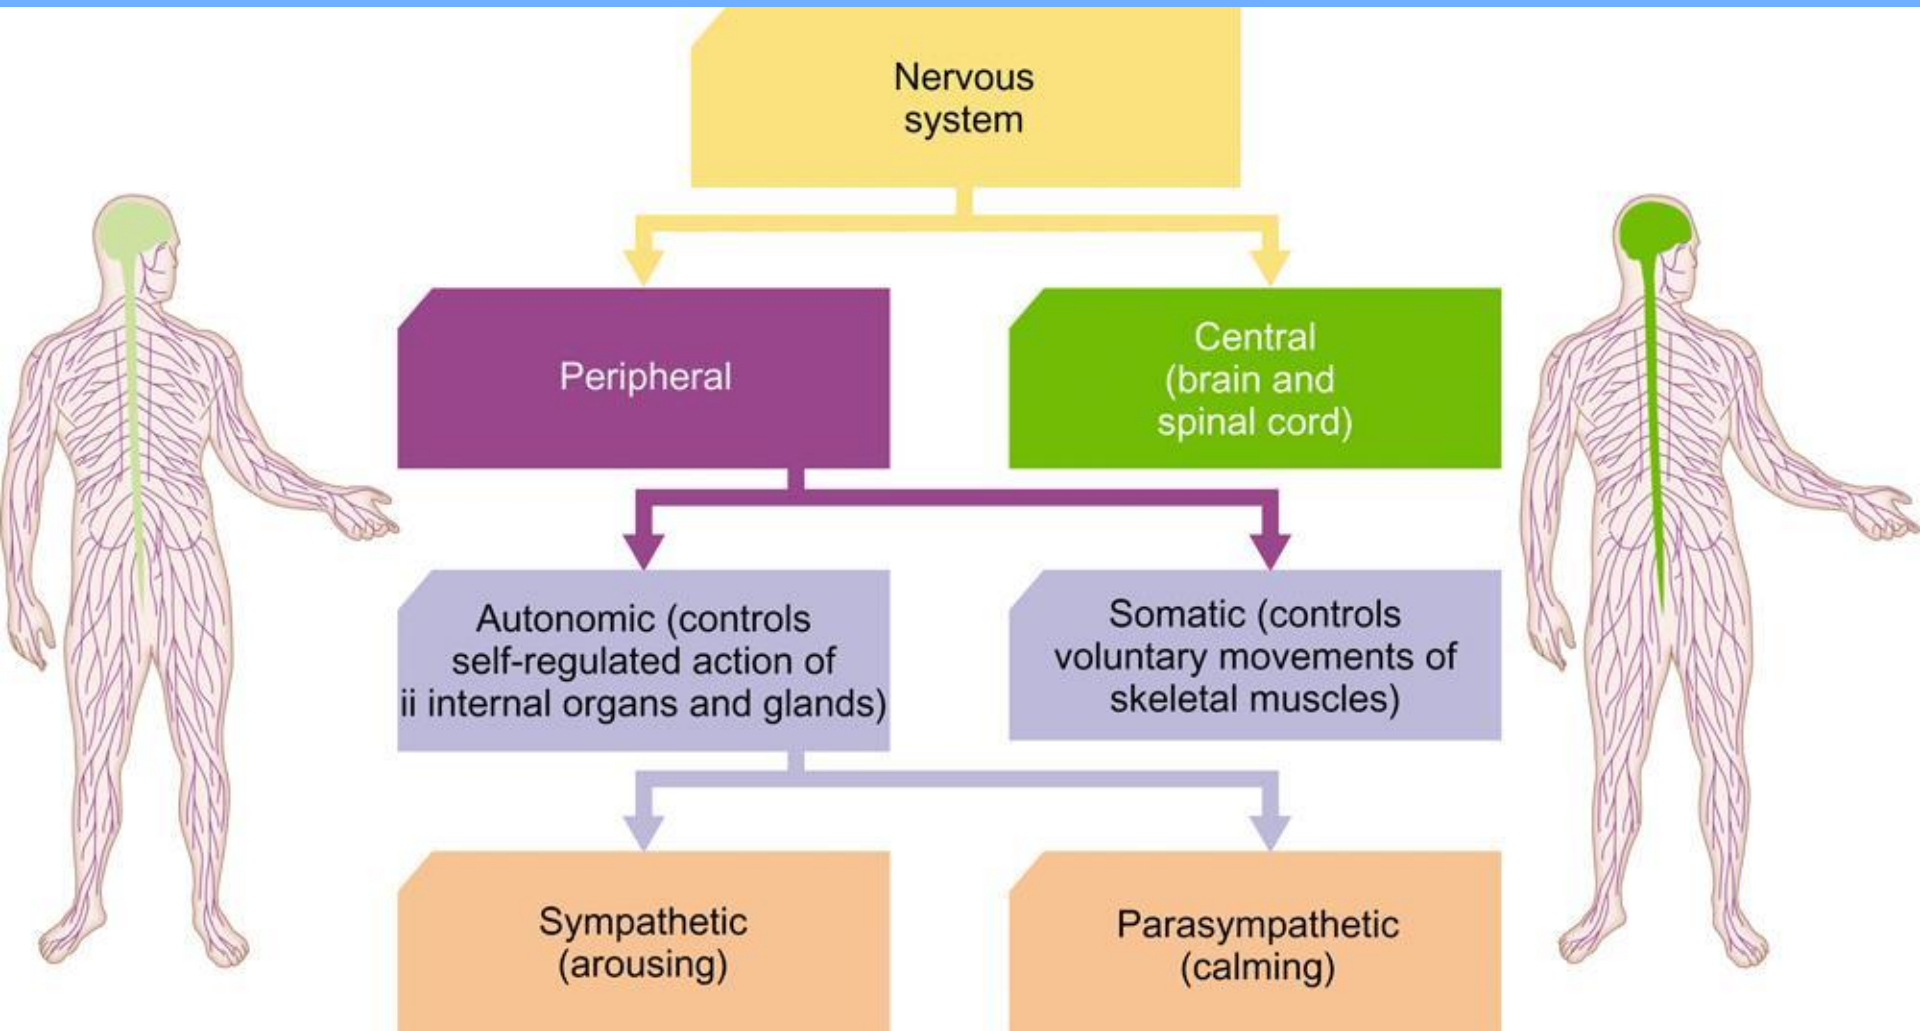 Nervous
system
Peripheral
Central
(brain and
spinal cord)
Autonomic (controls
self-regulated action of
ii internal organs and glands)
Somatic (controls
voluntary movements of
skeletal muscles)
Sympathetic
(arousing)
Parasympathetic
(calming)